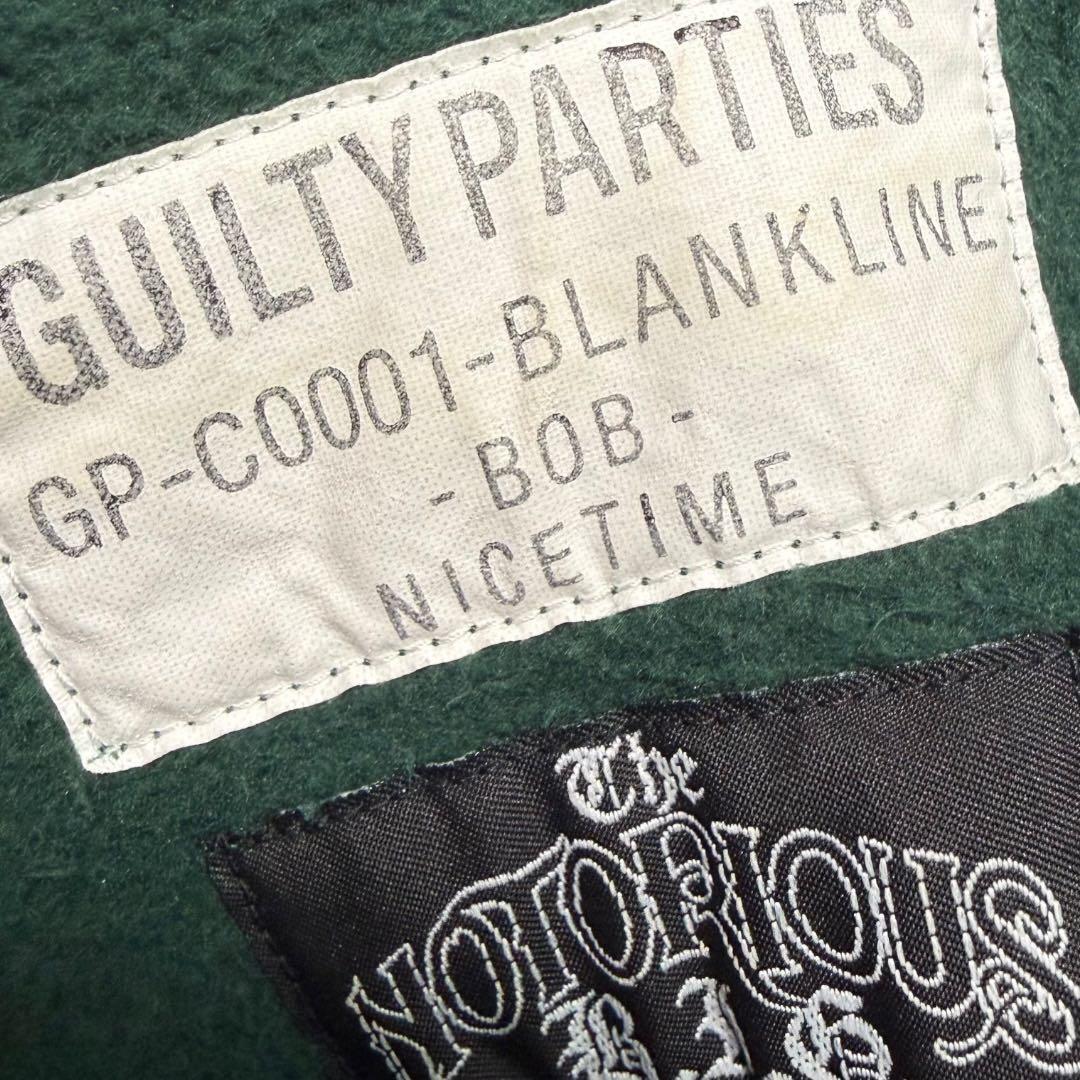 GUILTY PARTIES
GP-C0001-BLANKLINE
- BOB -
NICETIME
The
NOTORIOUS
B.I.G